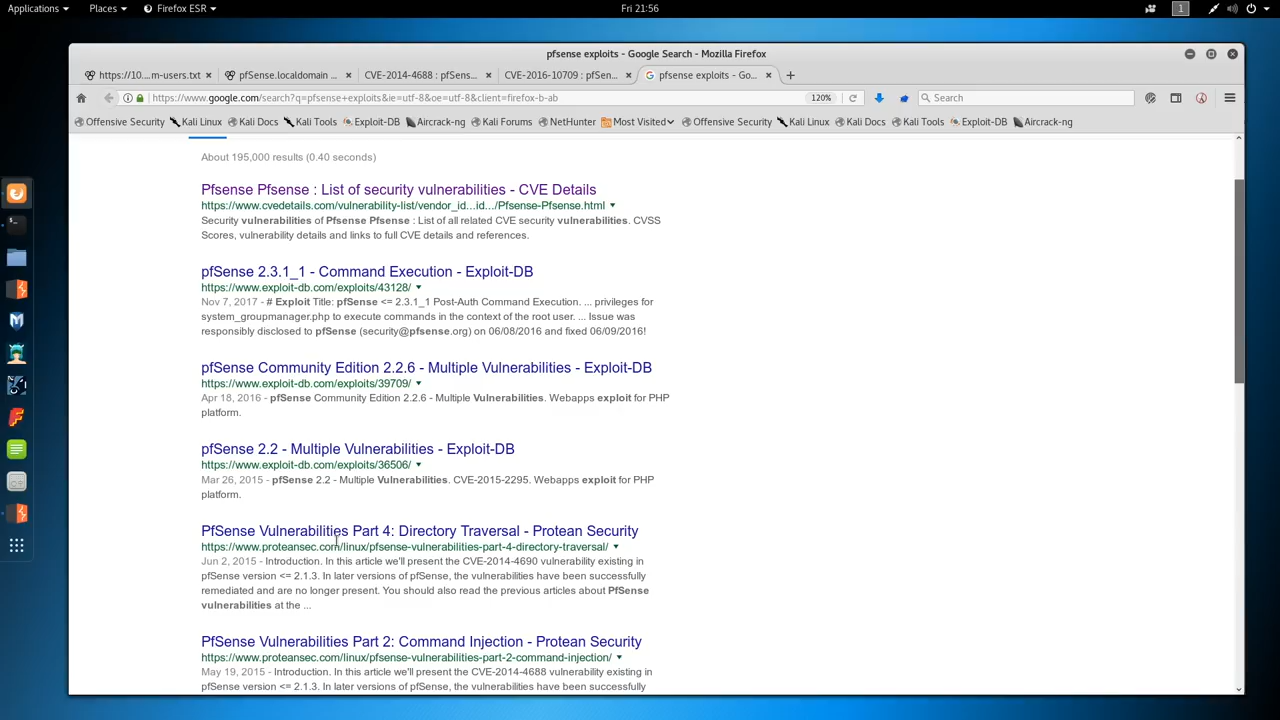 Applications Places Firefox ESR Fri 21:56 1
pfsense exploits - Google Search - Mozilla Firefox
https://10....m-users.txt × pfSense.localdomain ... × CVE-2014-4688 : pfSens... × CVE-2016-10709 : pfSen... × pfsense exploits - Go... × +
https://www.google.com/search?q=pfsense+exploits&ie=utf-8&oe=utf-8&client=firefox-b-ab 120% Search
Offensive Security Kali Linux Kali Docs Kali Tools Exploit-DB Aircrack-ng Kali Forums NetHunter Most Visited Offensive Security Kali Linux Kali Docs Kali Tools Exploit-DB Aircrack-ng
About 195,000 results (0.40 seconds)
Pfsense Pfsense : List of security vulnerabilities - CVE Details
https://www.cvedetails.com/vulnerability-list/vendor_id...id.../Pfsense-Pfsense.html
Security vulnerabilities of Pfsense Pfsense : List of all related CVE security vulnerabilities. CVSS
Scores, vulnerability details and links to full CVE details and references.
pfSense 2.3.1_1 - Command Execution - Exploit-DB
https://www.exploit-db.com/exploits/43128/
Nov 7, 2017 - # Exploit Title: pfSense <= 2.3.1_1 Post-Auth Command Execution. ... privileges for
system_groupmanager.php to execute commands in the context of the root user. ... Issue was
responsibly disclosed to pfSense (security@pfsense.org) on 06/08/2016 and fixed 06/09/2016!
pfSense Community Edition 2.2.6 - Multiple Vulnerabilities - Exploit-DB
https://www.exploit-db.com/exploits/39709/
Apr 18, 2016 - pfSense Community Edition 2.2.6 - Multiple Vulnerabilities. Webapps exploit for PHP
platform.
pfSense 2.2 - Multiple Vulnerabilities - Exploit-DB
https://www.exploit-db.com/exploits/36506/
Mar 26, 2015 - pfSense 2.2 - Multiple Vulnerabilities. CVE-2015-2295. Webapps exploit for PHP
platform.
PfSense Vulnerabilities Part 4: Directory Traversal - Protean Security
https://www.proteansec.com/linux/pfsense-vulnerabilities-part-4-directory-traversal/
Jun 2, 2015 - Introduction. In this article we'll present the CVE-2014-4690 vulnerability existing in
pfSense version <= 2.1.3. In later versions of pfSense, the vulnerabilities have been successfully
remediated and are no longer present. You should also read the previous articles about PfSense
vulnerabilities at the ...
PfSense Vulnerabilities Part 2: Command Injection - Protean Security
https://www.proteansec.com/linux/pfsense-vulnerabilities-part-2-command-injection/
May 19, 2015 - Introduction. In this article we'll present the CVE-2014-4688 vulnerability existing in
pfSense version <= 2.1.3. In later versions of pfSense, the vulnerabilities have been successfully